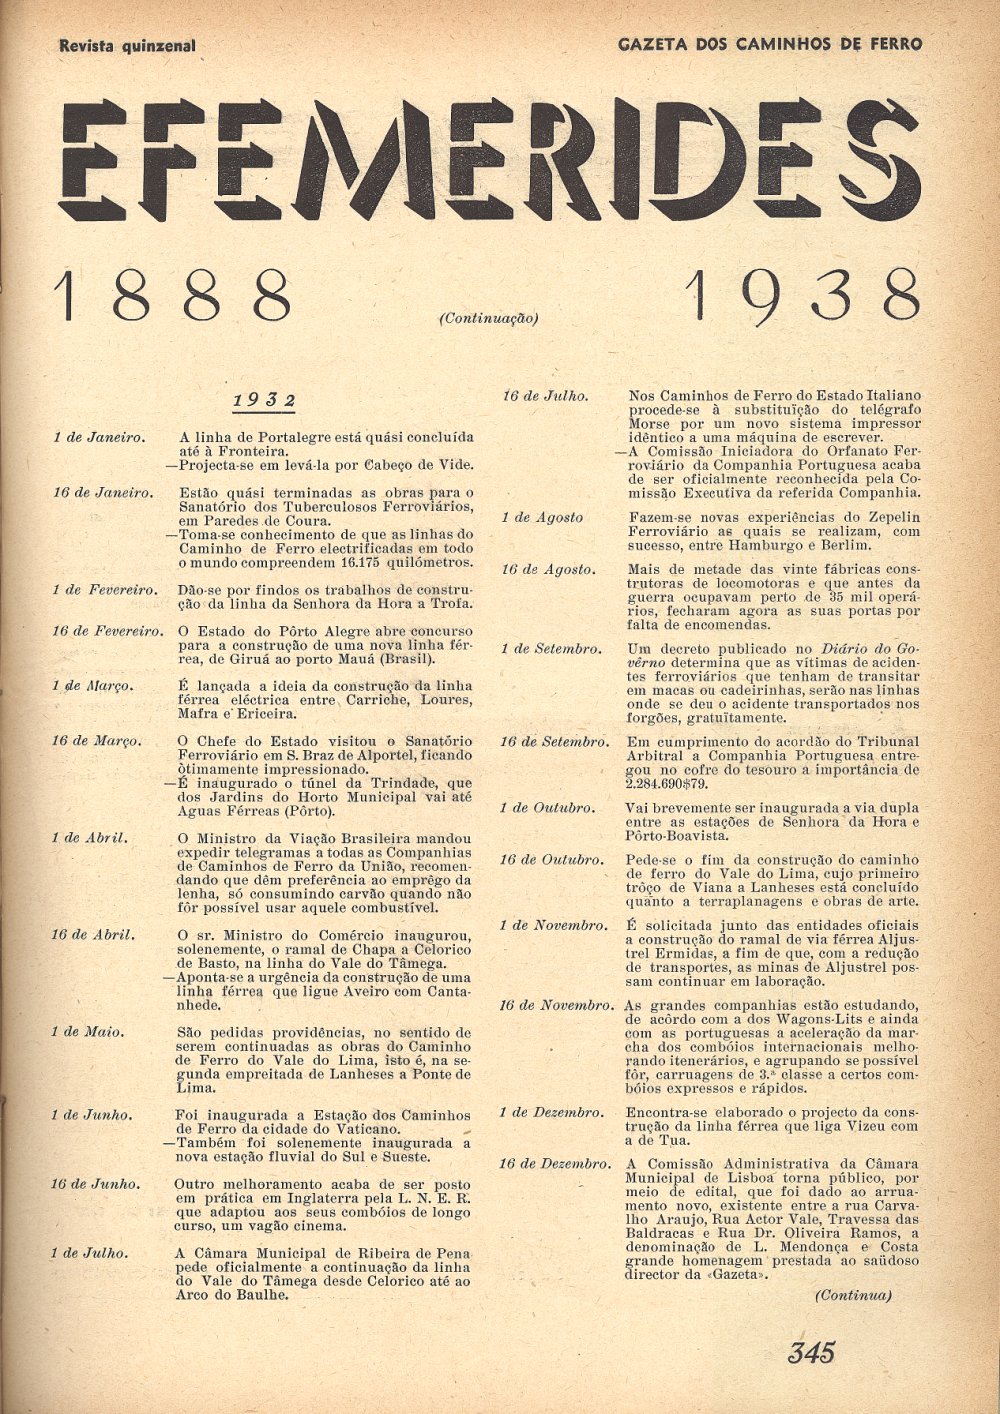 Revista quinzenal
GAZETA DOS CAMINHOS DE FERRO
EFEMERIDES
1888
(Continuação)
1938
1932
1 de Janeiro. A linha de Portalegre está quási concluída
até à Fronteira.
—Projecta-se em levá-la por Cabeço de Vide.
16 de Janeiro. Estão quási terminadas as obras para o
Sanatório dos Tuberculosos Ferroviários,
em Paredes de Coura.
—Toma-se conhecimento de que as linhas do
Caminho de Ferro electrificadas em todo
o mundo compreendem 16.175 quilómetros.
1 de Fevereiro. Dão-se por findos os trabalhos de constru-
ção da linha da Senhora da Hora a Trofa.
16 de Fevereiro. O Estado do Pôrto Alegre abre concurso
para a construção de uma nova linha fér-
rea, de Giruá ao porto Mauá (Brasil).
1 de Março. É lançada a ideia da construção da linha
férrea eléctrica entre Carriche, Loures,
Mafra e Ericeira.
16 de Março. O Chefe do Estado visitou o Sanatório
Ferroviário em S. Braz de Alportel, ficando
òtimamente impressionado.
—É inaugurado o túnel da Trindade, que
dos Jardins do Horto Municipal vai até
Aguas Férreas (Pôrto).
1 de Abril. O Ministro da Viação Brasileira mandou
expedir telegramas a todas as Companhias
de Caminhos de Ferro da União, recomen-
dando que dêm preferência ao emprêgo da
lenha, só consumindo carvão quando não
fôr possível usar aquele combustível.
16 de Abril. O sr. Ministro do Comércio inaugurou,
solenemente, o ramal de Chapa a Celorico
de Basto, na linha do Vale do Tâmega.
—Aponta-se a urgência da construção de uma
linha férrea que ligue Aveiro com Canta-
nhede.
1 de Maio. São pedidas providências, no sentido de
serem continuadas as obras do Caminho
de Ferro do Vale do Lima, isto é, na se-
gunda empreitada de Lanheses a Ponte de
Lima.
1 de Junho. Foi inaugurada a Estação dos Caminhos
de Ferro da cidade do Vaticano.
—Também foi solenemente inaugurada a
nova estação fluvial do Sul e Sueste.
16 de Junho. Outro melhoramento acaba de ser posto
em prática em Inglaterra pela L. N. E. R.
que adaptou aos seus combóios de longo
curso, um vagão cinema.
1 de Julho. A Câmara Municipal de Ribeira de Pena
pede oficialmente a continuação da linha
do Vale do Tâmega desde Celorico até ao
Arco do Baulhe.
16 de Julho. Nos Caminhos de Ferro do Estado Italiano
procede-se à substituïção do telégrafo
Morse por um novo sistema impressor
idêntico a uma máquina de escrever.
—A Comissão Iniciadora do Orfanato Fer-
roviário da Companhia Portuguesa acaba
de ser oficialmente reconhecida pela Co-
missão Executiva da referida Companhia.
1 de Agosto Fazem-se novas experiências do Zepelin
Ferroviário as quais se realizam, com
sucesso, entre Hamburgo e Berlim.
16 de Agosto. Mais de metade das vinte fábricas cons-
trutoras de locomotoras e que antes da
guerra ocupavam perto de 35 mil operá-
rios, fecharam agora as suas portas por
falta de encomendas.
1 de Setembro. Um decreto publicado no Diário do Go-
vêrno determina que as vítimas de aciden-
tes ferroviários que tenham de transitar
em macas ou cadeirinhas, serão nas linhas
onde se deu o acidente transportados nos
forgões, gratuïtamente.
16 de Setembro. Em cumprimento do acordão do Tribunal
Arbitral a Companhia Portuguesa entre-
gou no cofre do tesouro a importância de
2.284.690$79.
1 de Outubro. Vai brevemente ser inaugurada a via dupla
entre as estações de Senhora da Hora e
Pôrto-Boavista.
16 de Outubro. Pede-se o fim da construção do caminho
de ferro do Vale do Lima, cujo primeiro
trôço de Viana a Lanheses está concluído
quanto a terraplanagens e obras de arte.
1 de Novembro. É solicitada junto das entidades oficiais
a construção do ramal de via férrea Aljus-
trel Ermidas, a fim de que, com a redução
de transportes, as minas de Aljustrel pos-
sam continuar em laboração.
16 de Novembro. As grandes companhias estão estudando,
de acôrdo com a dos Wagons-Lits e ainda
com as portuguesas a aceleração da mar-
cha dos combóios internacionais melho-
rando itenerários, e agrupando se possível
fôr, carruagens de 3.ª classe a certos com-
bóios expressos e rápidos.
1 de Dezembro. Encontra-se elaborado o projecto da cons-
trução da linha férrea que liga Vizeu com
a de Tua.
16 de Dezembro. A Comissão Administrativa da Câmara
Municipal de Lisboa torna público, por
meio de edital, que foi dado ao arrua-
mento novo, existente entre a rua Carva-
lho Araujo, Rua Actor Vale, Travessa das
Baldracas e Rua Dr. Oliveira Ramos, a
denominação de L. Mendonça e Costa
grande homenagem prestada ao saüdoso
director da «Gazeta».
(Continua)
345